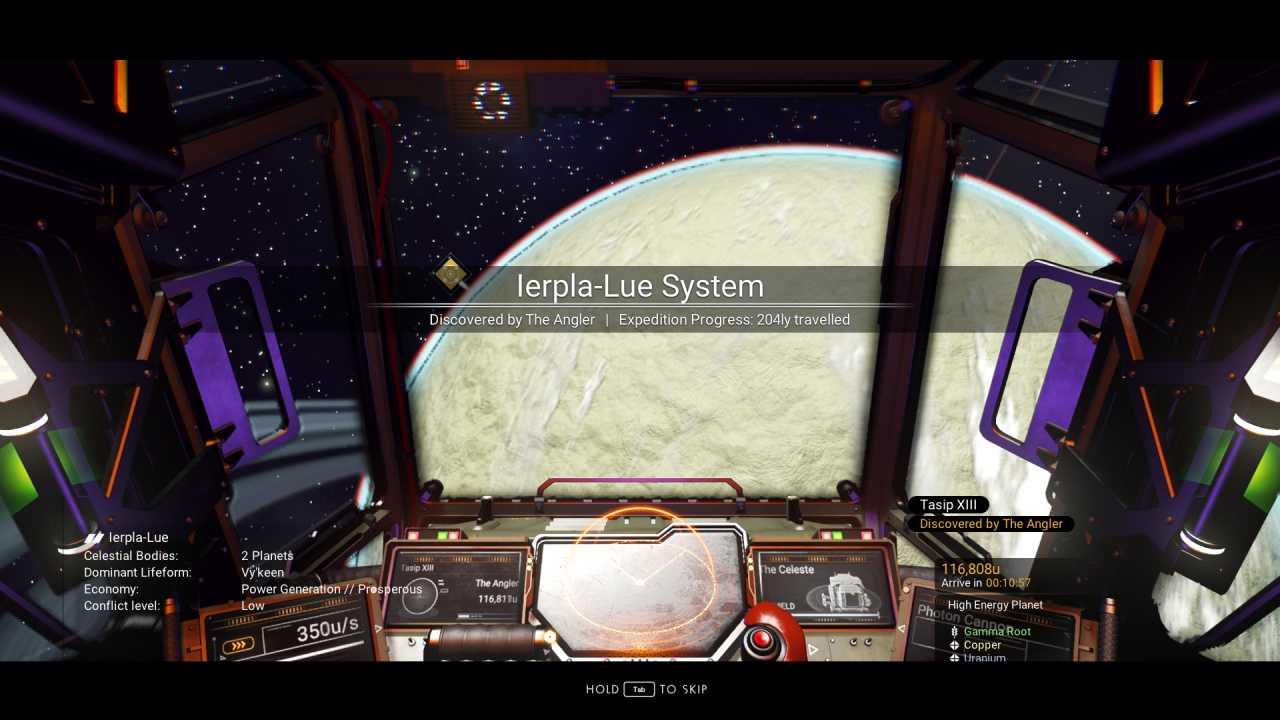 Ierpla-Lue System
Discovered by The Angler | Expedition Progress: 204ly travelled
Ierpla-Lue
Celestial Bodies: 2 Planets
Dominant Lifeform: Vy'keen
Economy: Power Generation // Prosperous
Conflict level: Low
350u/s
Tasip XIII
The Angler
The Celeste
Tasip XIII
Discovered by The Angler
116,808u
Arrive in 00:10:57
High Energy Planet
Photon Cannon
Gamma Root
Copper
Uranium
HOLD Tab TO SKIP